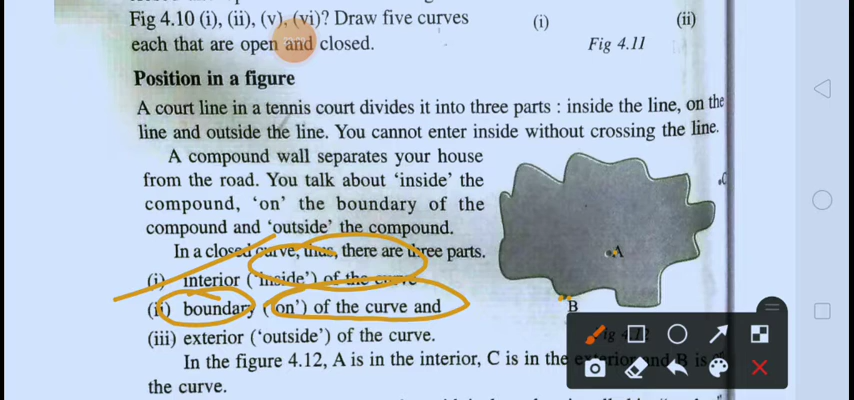 Fig 4.10 (i), (ii), (v), (vi)? Draw five curves
each that are open and closed.
(i)
(ii)
Fig 4.11
Position in a figure
A court line in a tennis court divides it into three parts : inside the line, on the
line and outside the line. You cannot enter inside without crossing the line.
A compound wall separates your house
from the road. You talk about ‘inside’ the
compound, ‘on’ the boundary of the
compound and ‘outside’ the compound.
In a closed curve, thus, there are three parts.
(i) interior (‘inside’) of the curve
(ii) boundary (‘on’) of the curve and
(iii) exterior (‘outside’) of the curve.
.C
.A
B
In the figure 4.12, A is in the interior, C is in the exterior and B is
the curve.